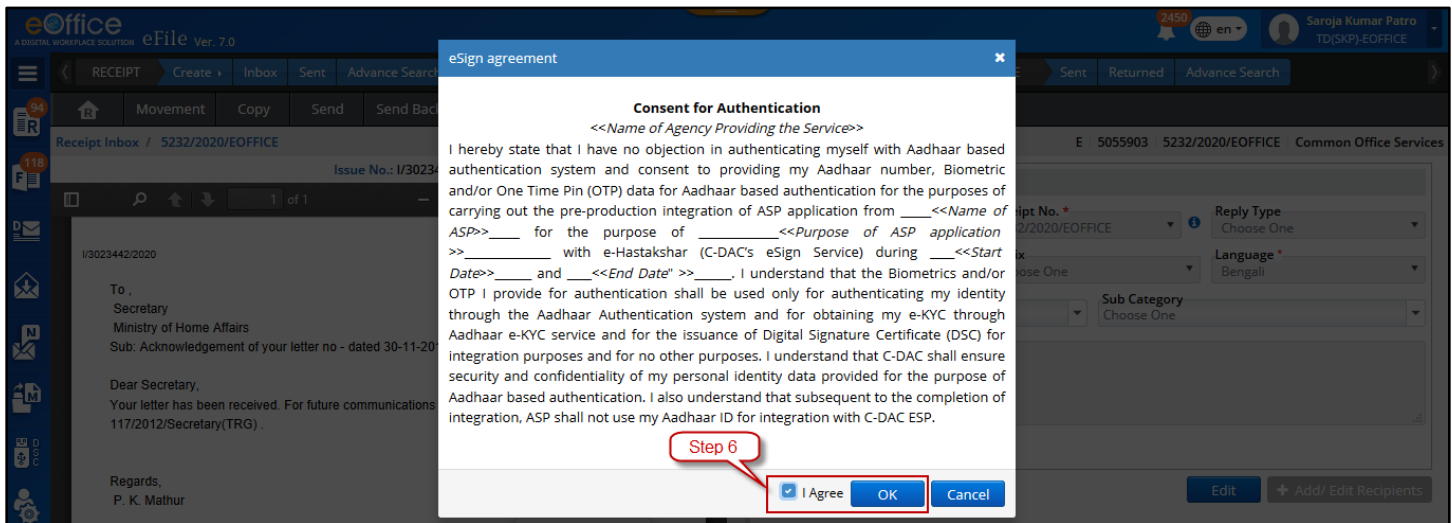 eOffice
A DIGITAL WORKPLACE SOLUTION eFile Ver. 7.0
2450
en
Saroja Kumar Patro
TD(SKP)-EOFFICE
RECEIPT Create Inbox Sent Advance Search
Sent Returned Advance Search
94
R
Movement Copy Send Send Back
Receipt Inbox / 5232/2020/EOFFICE
E 5055903 5232/2020/EOFFICE Common Office Services
118
F
Issue No.: I/30234
1 of 1
I/3023442/2020
To ,
Secretary
Ministry of Home Affairs
Sub: Acknowledgement of your letter no - dated 30-11-20
Dear Secretary,
Your letter has been received. For future communications
117/2012/Secretary(TRG) .
Regards,
P. K. Mathur
D
N
M
DSC
eSign agreement
Consent for Authentication
<<Name of Agency Providing the Service>>
I hereby state that I have no objection in authenticating myself with Aadhaar based
authentication system and consent to providing my Aadhaar number, Biometric
and/or One Time Pin (OTP) data for Aadhaar based authentication for the purposes of
carrying out the pre-production integration of ASP application from ____<<Name of
ASP>>____ for the purpose of ___________<<Purpose of ASP application
>>____________ with e-Hastakshar (C-DAC's eSign Service) during ___<<Start
Date>>_____ and ___<<End Date" >>_____. I understand that the Biometrics and/or
OTP I provide for authentication shall be used only for authenticating my identity
through the Aadhaar Authentication system and for obtaining my e-KYC through
Aadhaar e-KYC service and for the issuance of Digital Signature Certificate (DSC) for
integration purposes and for no other purposes. I understand that C-DAC shall ensure
security and confidentiality of my personal identity data provided for the purpose of
Aadhaar based authentication. I also understand that subsequent to the completion of
integration, ASP shall not use my Aadhaar ID for integration with C-DAC ESP.
Step 6
I Agree OK Cancel
ipt No. * Reply Type
2/2020/EOFFICE Choose One
ix Language *
oose One Bengali
Sub Category
Choose One
Edit + Add/ Edit Recipients